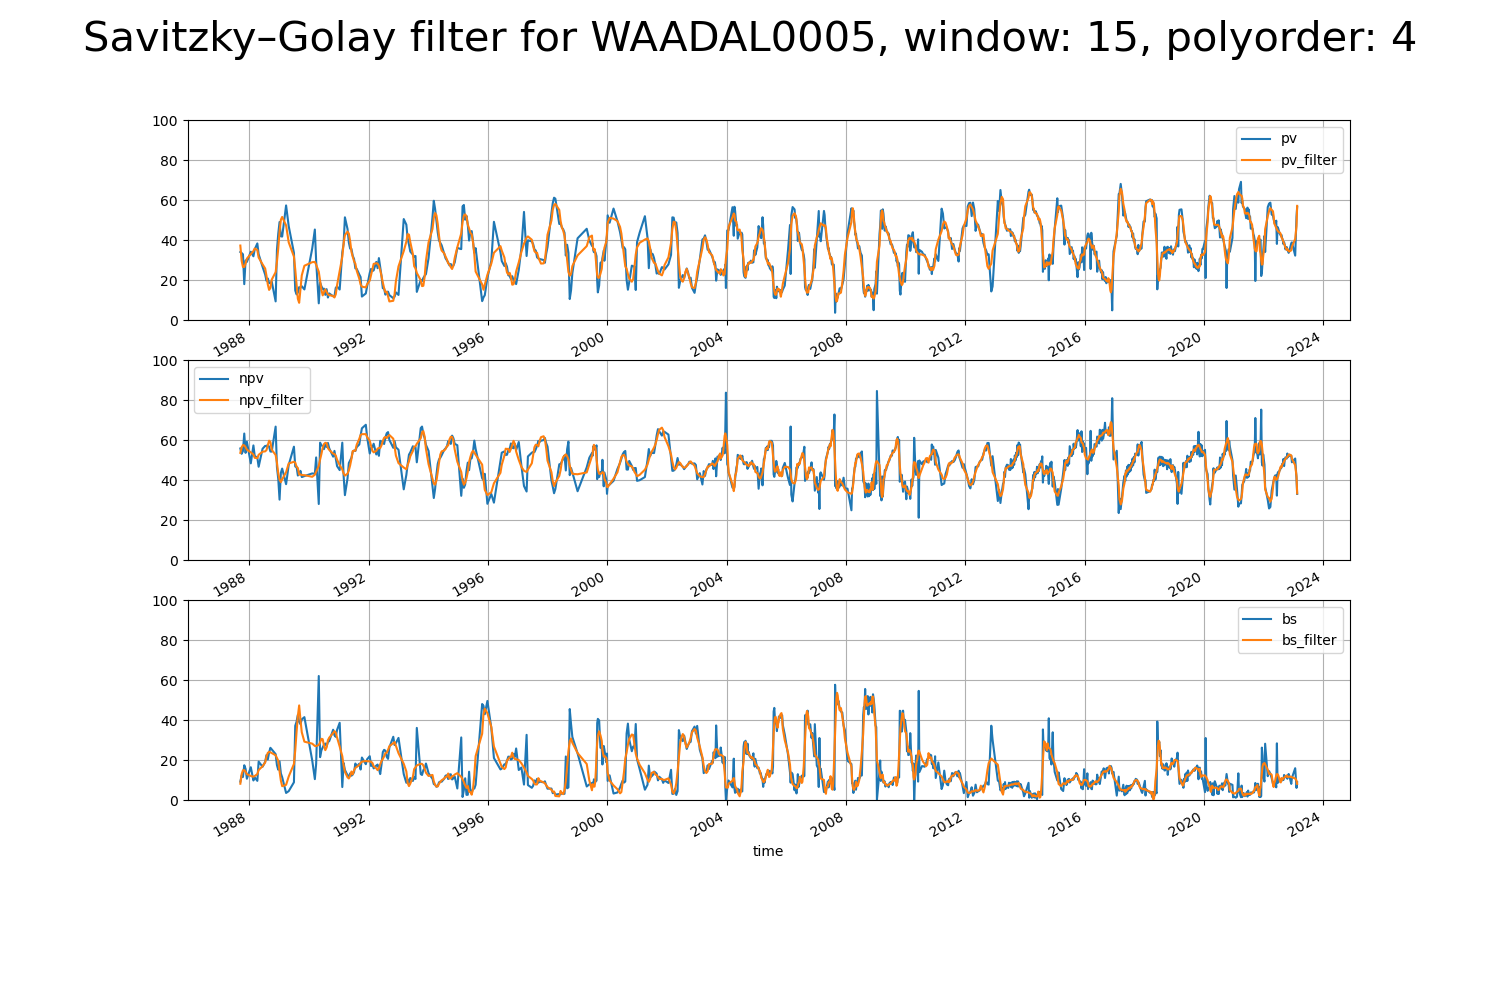 Savitzky–Golay filter for WAADAL0005, window: 15, polyorder: 4
100
80
60
40
20
0
pv
pv_filter
1988 1992 1996 2000 2004 2008 2012 2016 2020 2024
100
80
60
40
20
0
npv
npv_filter
1988 1992 1996 2000 2004 2008 2012 2016 2020 2024
100
80
60
40
20
0
bs
bs_filter
1988 1992 1996 2000 2004 2008 2012 2016 2020 2024
time